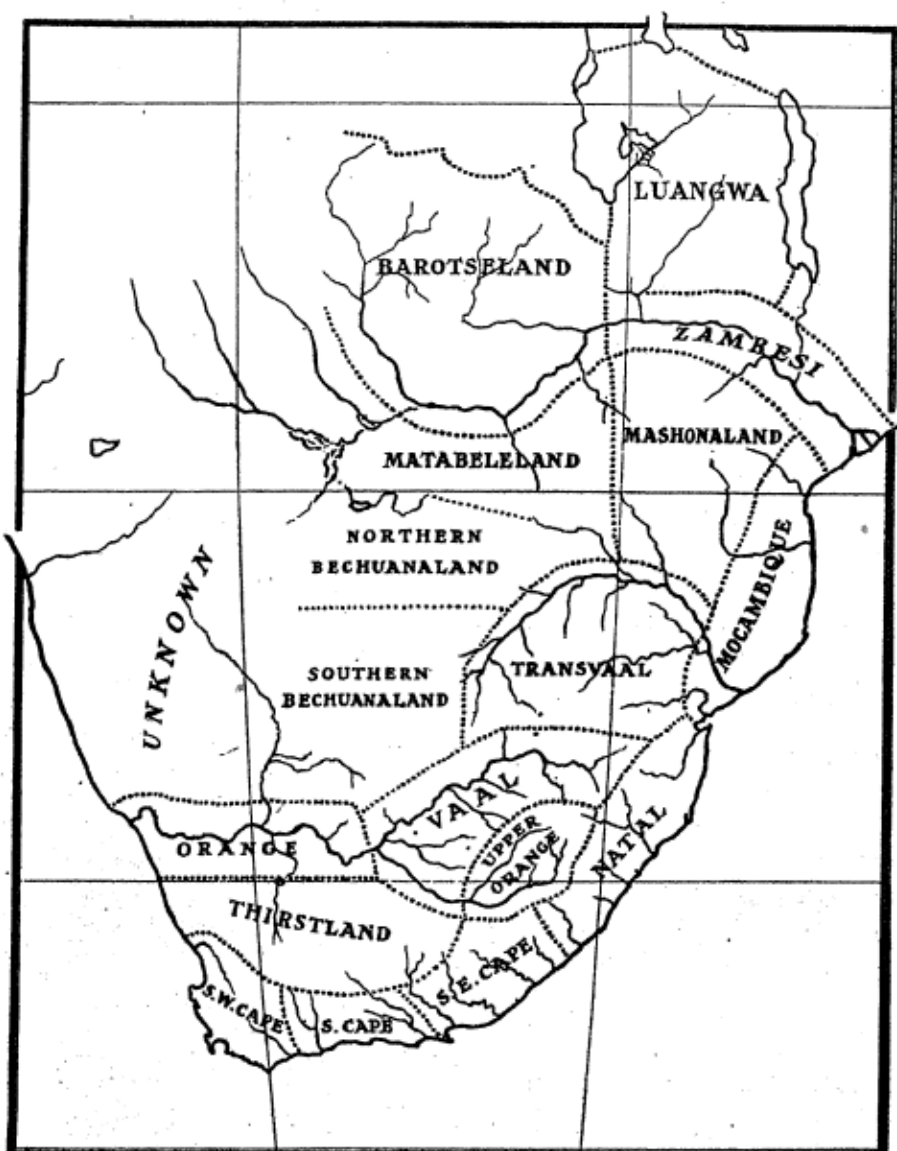 LUANGWA
BAROTSELAND
ZAMBESI
MASHONALAND
MATABELELAND
NORTHERN
BECHUANALAND
MOCAMBIQUE
UNKNOWN
SOUTHERN
BECHUANALAND
TRANSVAAL
VAAL
UPPER
ORANGE
NATAL
ORANGE
THIRSTLAND
S.E. CAPE
S.W. CAPE
S. CAPE